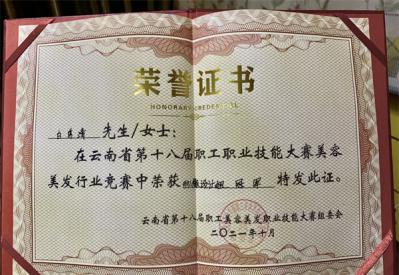 荣誉证书
HONORARY CREDENTIAL
先生/女士:
在云南省第十八届职工职业技能大赛美容
美发行业竞赛中荣获 组 冠军 特发此证。
云南省第十八届职工美容美发职业技能大赛组委会
二〇二一年十月